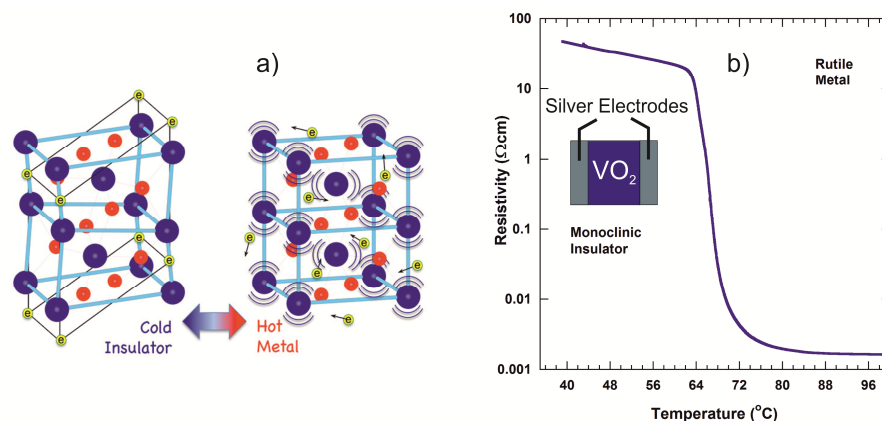 a)
e
e
e
e
e
e
e
e
Cold
Insulator
Hot
Metal
e
e
e
e
e
e
e
e
b)
100
10
1
0.1
0.01
0.001
Resistivity (Ωcm)
Rutile
Metal
Silver Electrodes
VO₂
Monoclinic
Insulator
40 48 56 64 72 80 88 96
Temperature (°C)